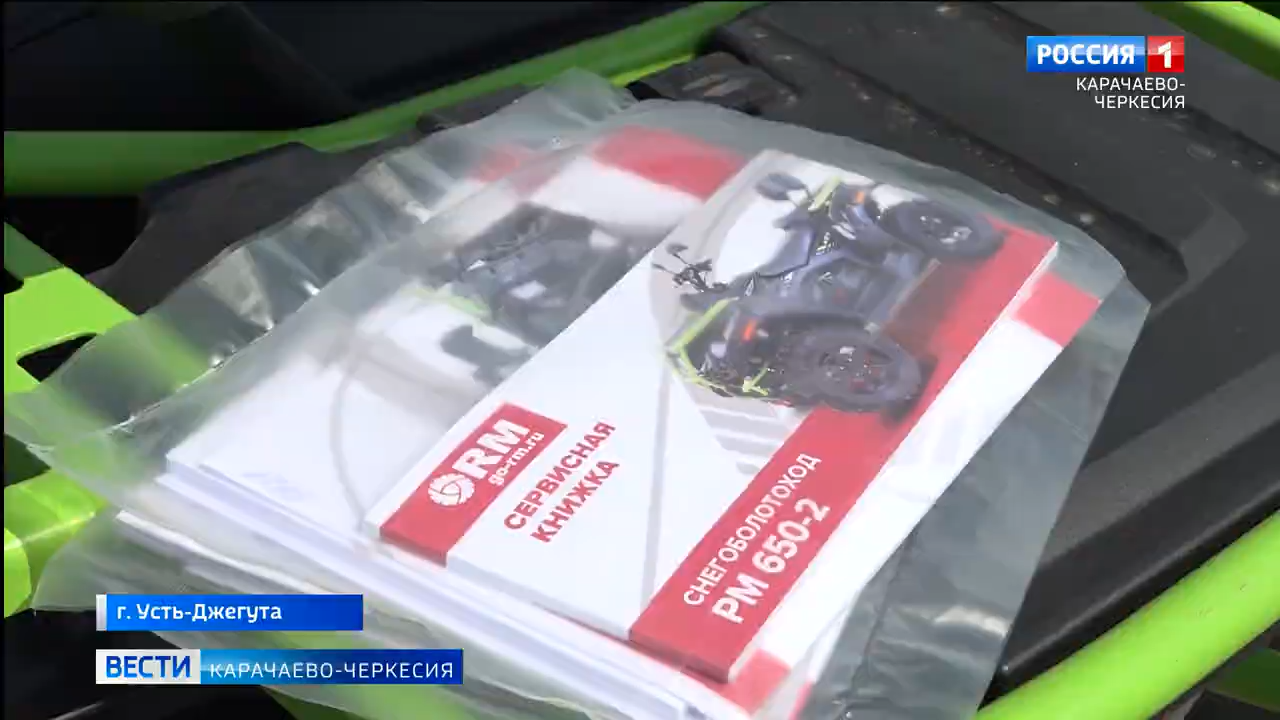 РОССИЯ 1
КАРАЧАЕВО-
ЧЕРКЕСИЯ
RM
go-rm.ru
СЕРВИСНАЯ
КНИЖКА
СНЕГОБОЛОТОХОД
РМ 650-2
г. Усть-Джегута
ВЕСТИ КАРАЧАЕВО-ЧЕРКЕСИЯ